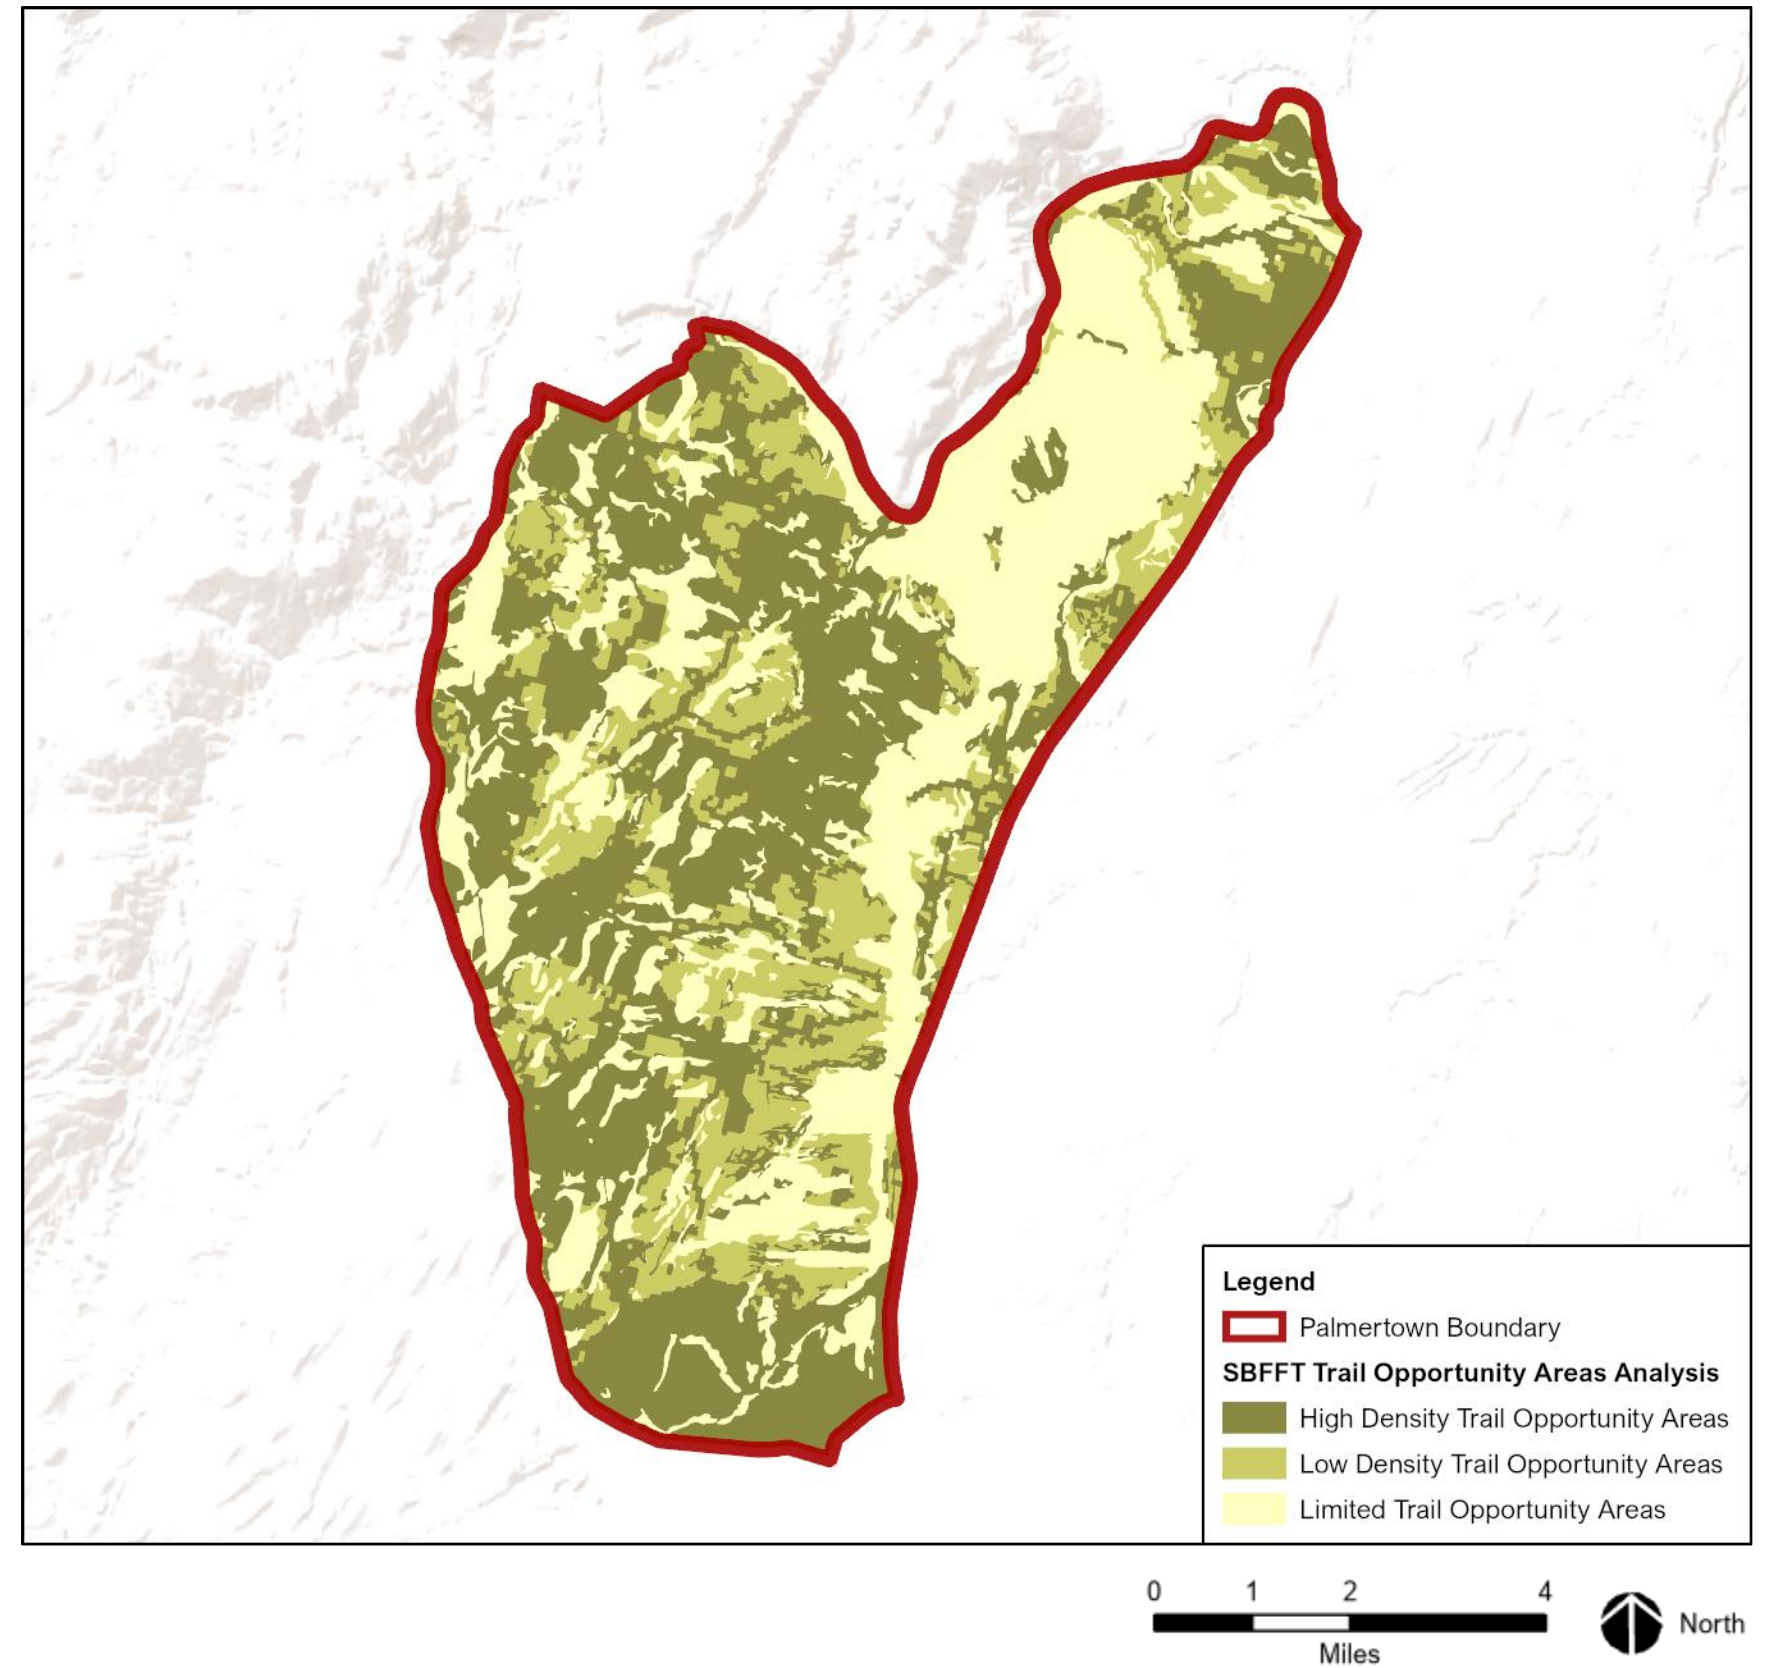 Legend
Palmertown Boundary
SBFFT Trail Opportunity Areas Analysis
High Density Trail Opportunity Areas
Low Density Trail Opportunity Areas
Limited Trail Opportunity Areas
0 1 2 4
Miles
North